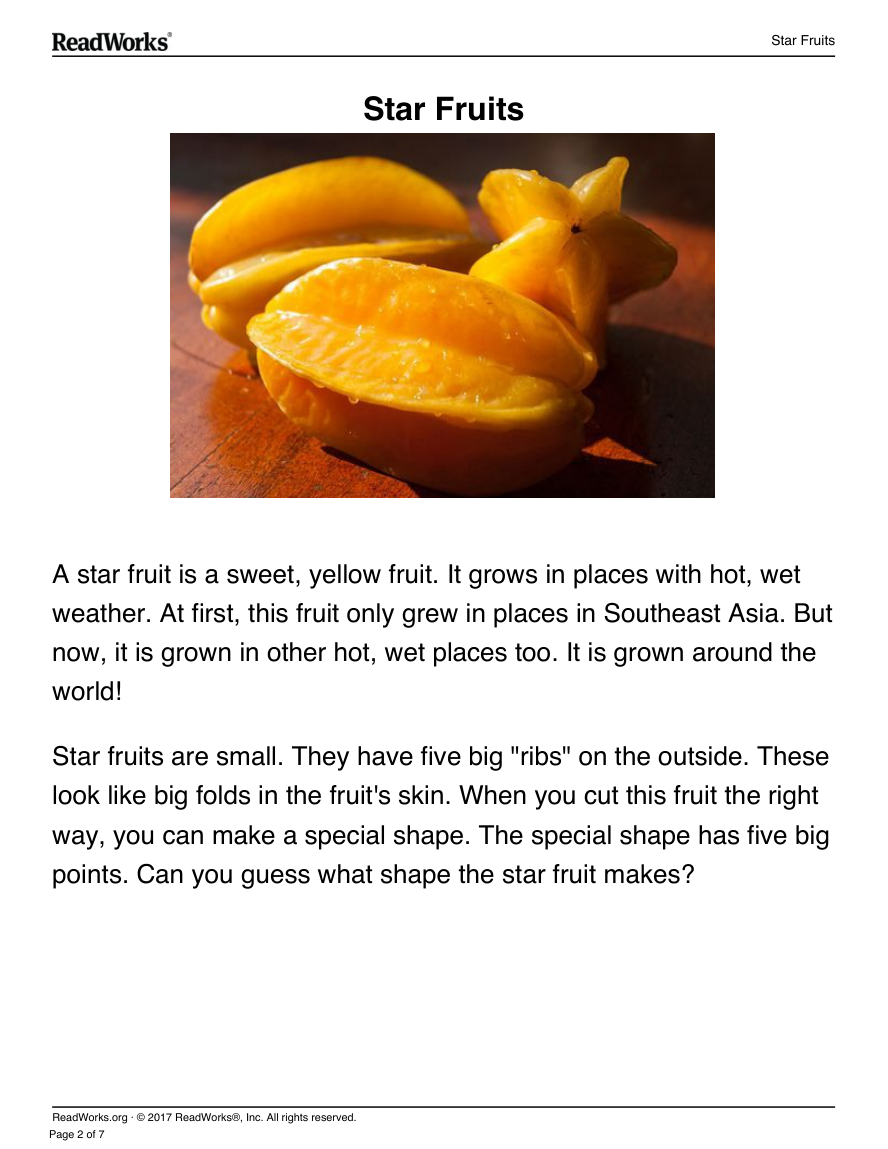 ReadWorks®
Star Fruits
Star Fruits
A star fruit is a sweet, yellow fruit. It grows in places with hot, wet
weather. At first, this fruit only grew in places in Southeast Asia. But
now, it is grown in other hot, wet places too. It is grown around the
world!
Star fruits are small. They have five big "ribs" on the outside. These
look like big folds in the fruit's skin. When you cut this fruit the right
way, you can make a special shape. The special shape has five big
points. Can you guess what shape the star fruit makes?
ReadWorks.org · © 2017 ReadWorks®, Inc. All rights reserved.
Page 2 of 7